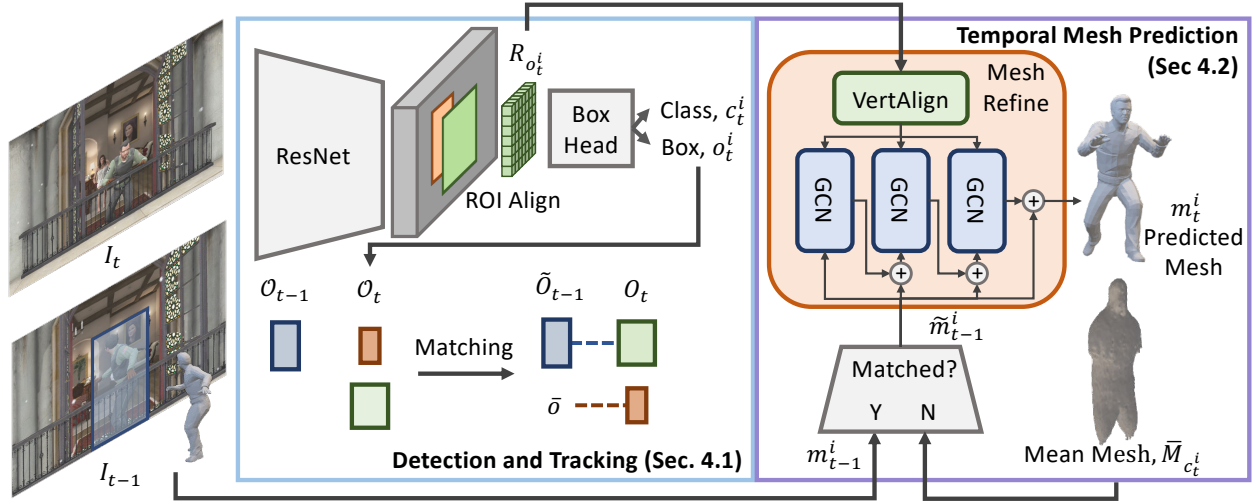 I_t
I_{t-1}
ResNet
R_{o_t^i}
ROI Align
Box
Head
Class, c_t^i
Box, o_t^i
𝒪_{t-1}
𝒪_t
Matching
Õ_{t-1}
O_t
ō
Detection and Tracking (Sec. 4.1)
Temporal Mesh Prediction
(Sec 4.2)
Mesh
Refine
VertAlign
GCN
GCN
GCN
+
+
+
m_t^i
Predicted
Mesh
m̃_{t-1}^i
Matched?
Y N
m_{t-1}^i
Mean Mesh, M̄_{c_t^i}